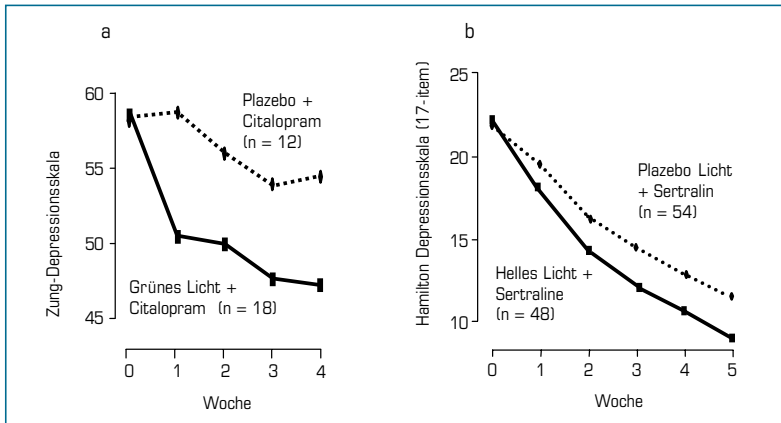 a
Zung-Depressionsskala
60
55
50
45
Plazebo +
Citalopram
(n = 12)
Grünes Licht +
Citalopram (n = 18)
0 1 2 3 4
Woche
b
Hamilton Depressionsskala (17-item)
25
20
15
10
Plazebo Licht
+ Sertralin
(n = 54)
Helles Licht +
Sertraline
(n = 48)
0 1 2 3 4 5
Woche